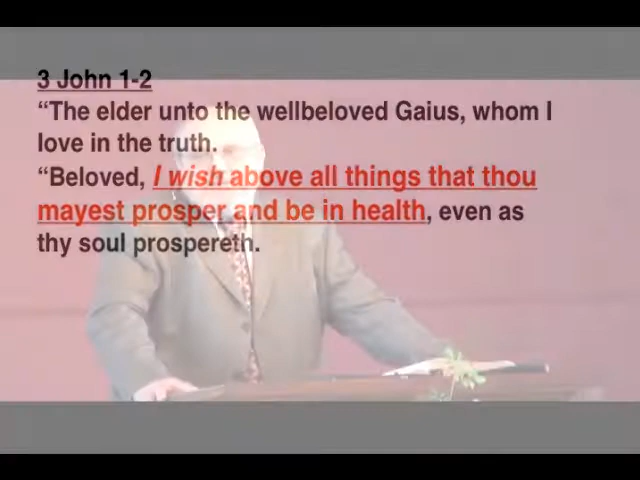 3 John 1-2
“The elder unto the wellbeloved Gaius, whom I
love in the truth.
“Beloved, I wish above all things that thou
mayest prosper and be in health, even as
thy soul prospereth.